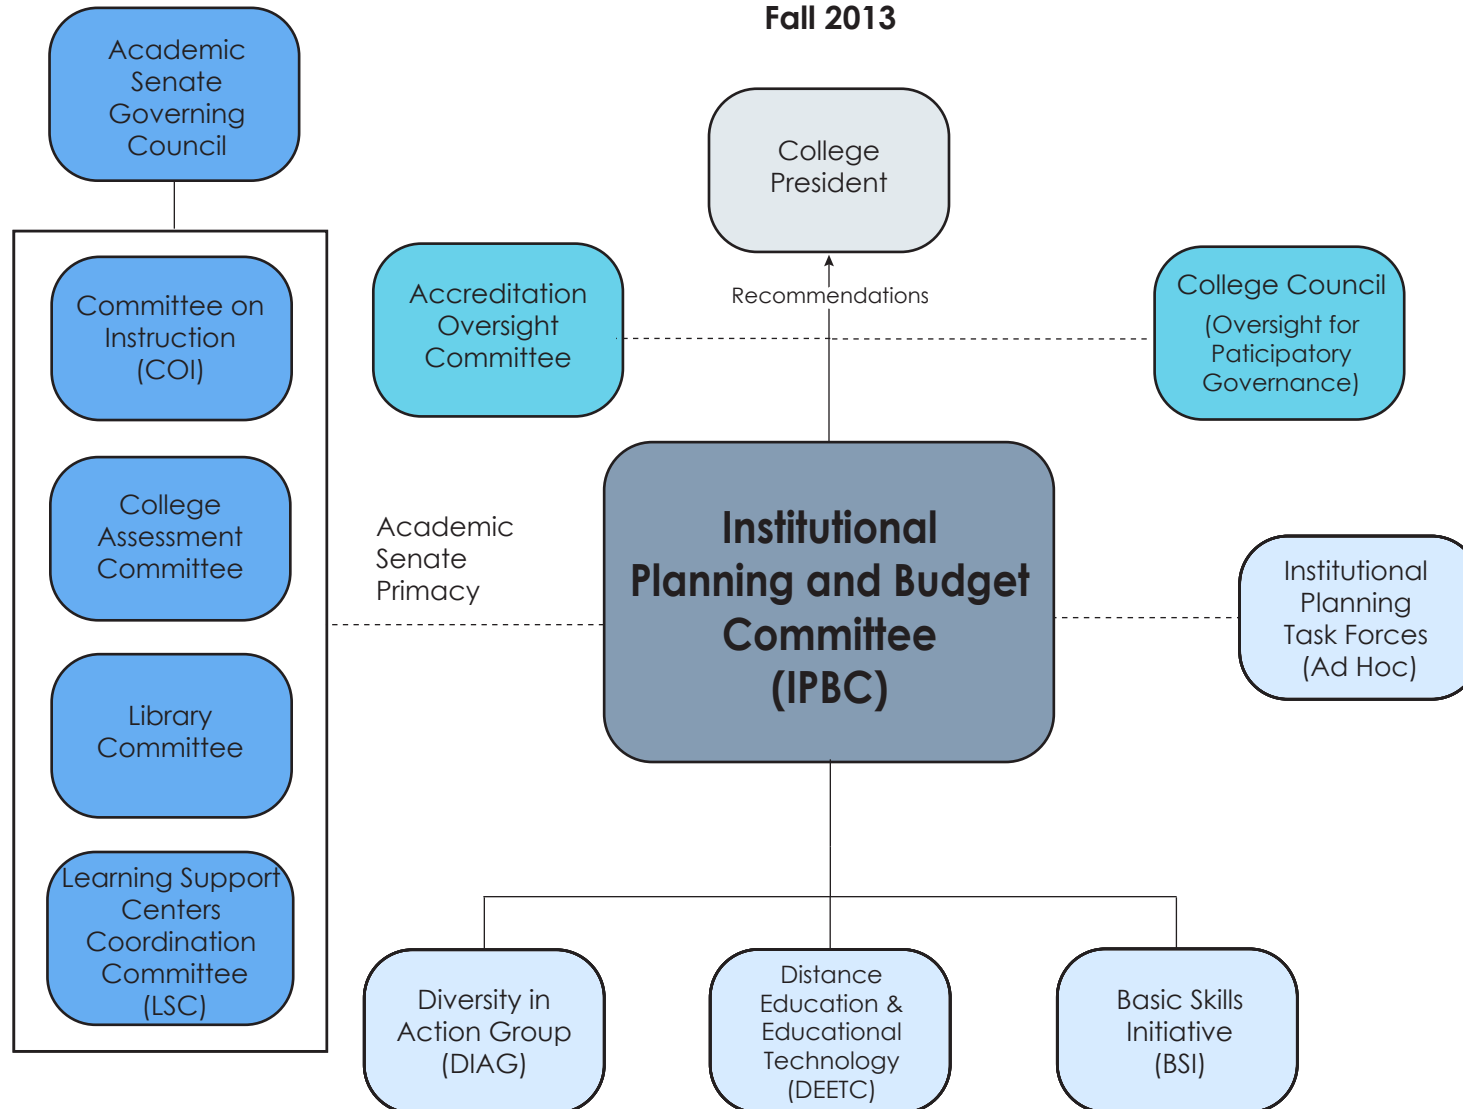 Fall 2013
Academic
Senate
Governing
Council
College
President
Accreditation
Oversight
Committee
Recommendations
College Council
(Oversight for
Paticipatory
Governance)
Committee on
Instruction
(COI)
College
Assessment
Committee
Library
Committee
Learning Support
Centers
Coordination
Committee
(LSC)
Academic
Senate
Primacy
Institutional
Planning and Budget
Committee
(IPBC)
Institutional
Planning
Task Forces
(Ad Hoc)
Diversity in
Action Group
(DIAG)
Distance
Education &
Educational
Technology
(DEETC)
Basic Skills
Initiative
(BSI)